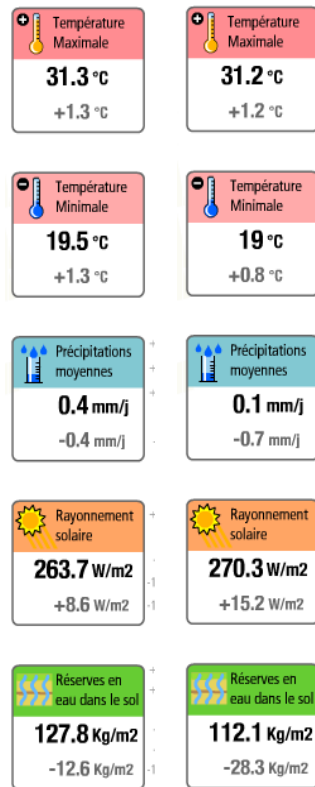 Température
Maximale
31.3 °C
+1.3 °C
Température
Maximale
31.2 °C
+1.2 °C
Température
Minimale
19.5 °C
+1.3 °C
Température
Minimale
19 °C
+0.8 °C
Précipitations
moyennes
0.4 mm/j
-0.4 mm/j
Précipitations
moyennes
0.1 mm/j
-0.7 mm/j
Rayonnement
solaire
263.7 W/m2
+8.6 W/m2
Rayonnement
solaire
270.3 W/m2
+15.2 W/m2
Réserves en
eau dans le sol
127.8 Kg/m2
-12.6 Kg/m2
Réserves en
eau dans le sol
112.1 Kg/m2
-28.3 Kg/m2